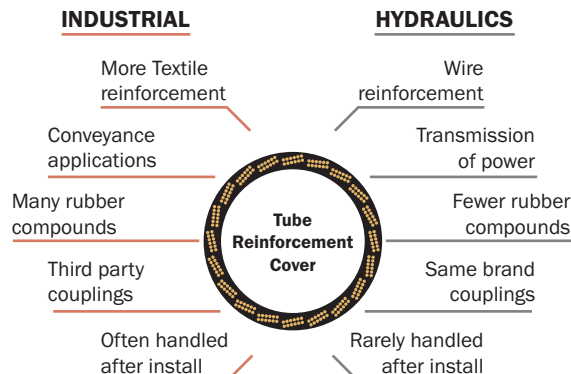 INDUSTRIAL
More Textile
reinforcement
Conveyance
applications
Many rubber
compounds
Third party
couplings
Often handled
after install
Tube
Reinforcement
Cover
HYDRAULICS
Wire
reinforcement
Transmission
of power
Fewer rubber
compounds
Same brand
couplings
Rarely handled
after install